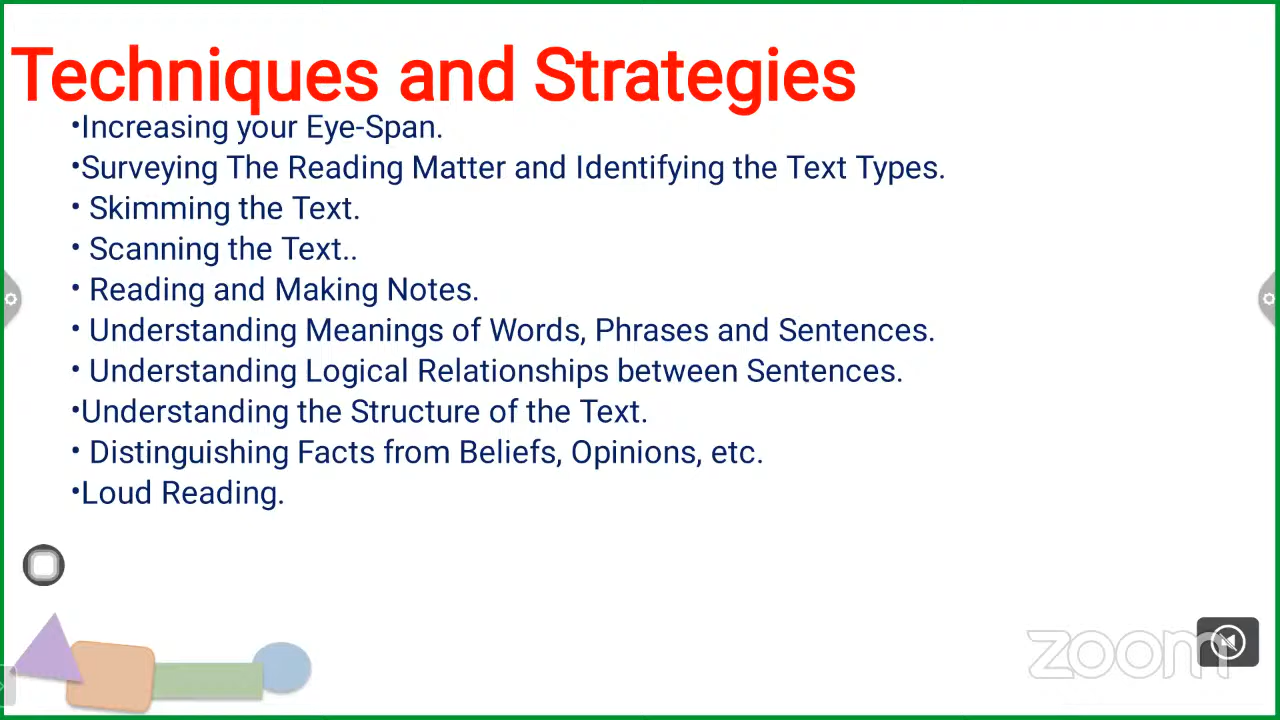 Techniques and Strategies
•Increasing your Eye-Span.
•Surveying The Reading Matter and Identifying the Text Types.
• Skimming the Text.
• Scanning the Text..
• Reading and Making Notes.
• Understanding Meanings of Words, Phrases and Sentences.
• Understanding Logical Relationships between Sentences.
•Understanding the Structure of the Text.
• Distinguishing Facts from Beliefs, Opinions, etc.
•Loud Reading.
zoom